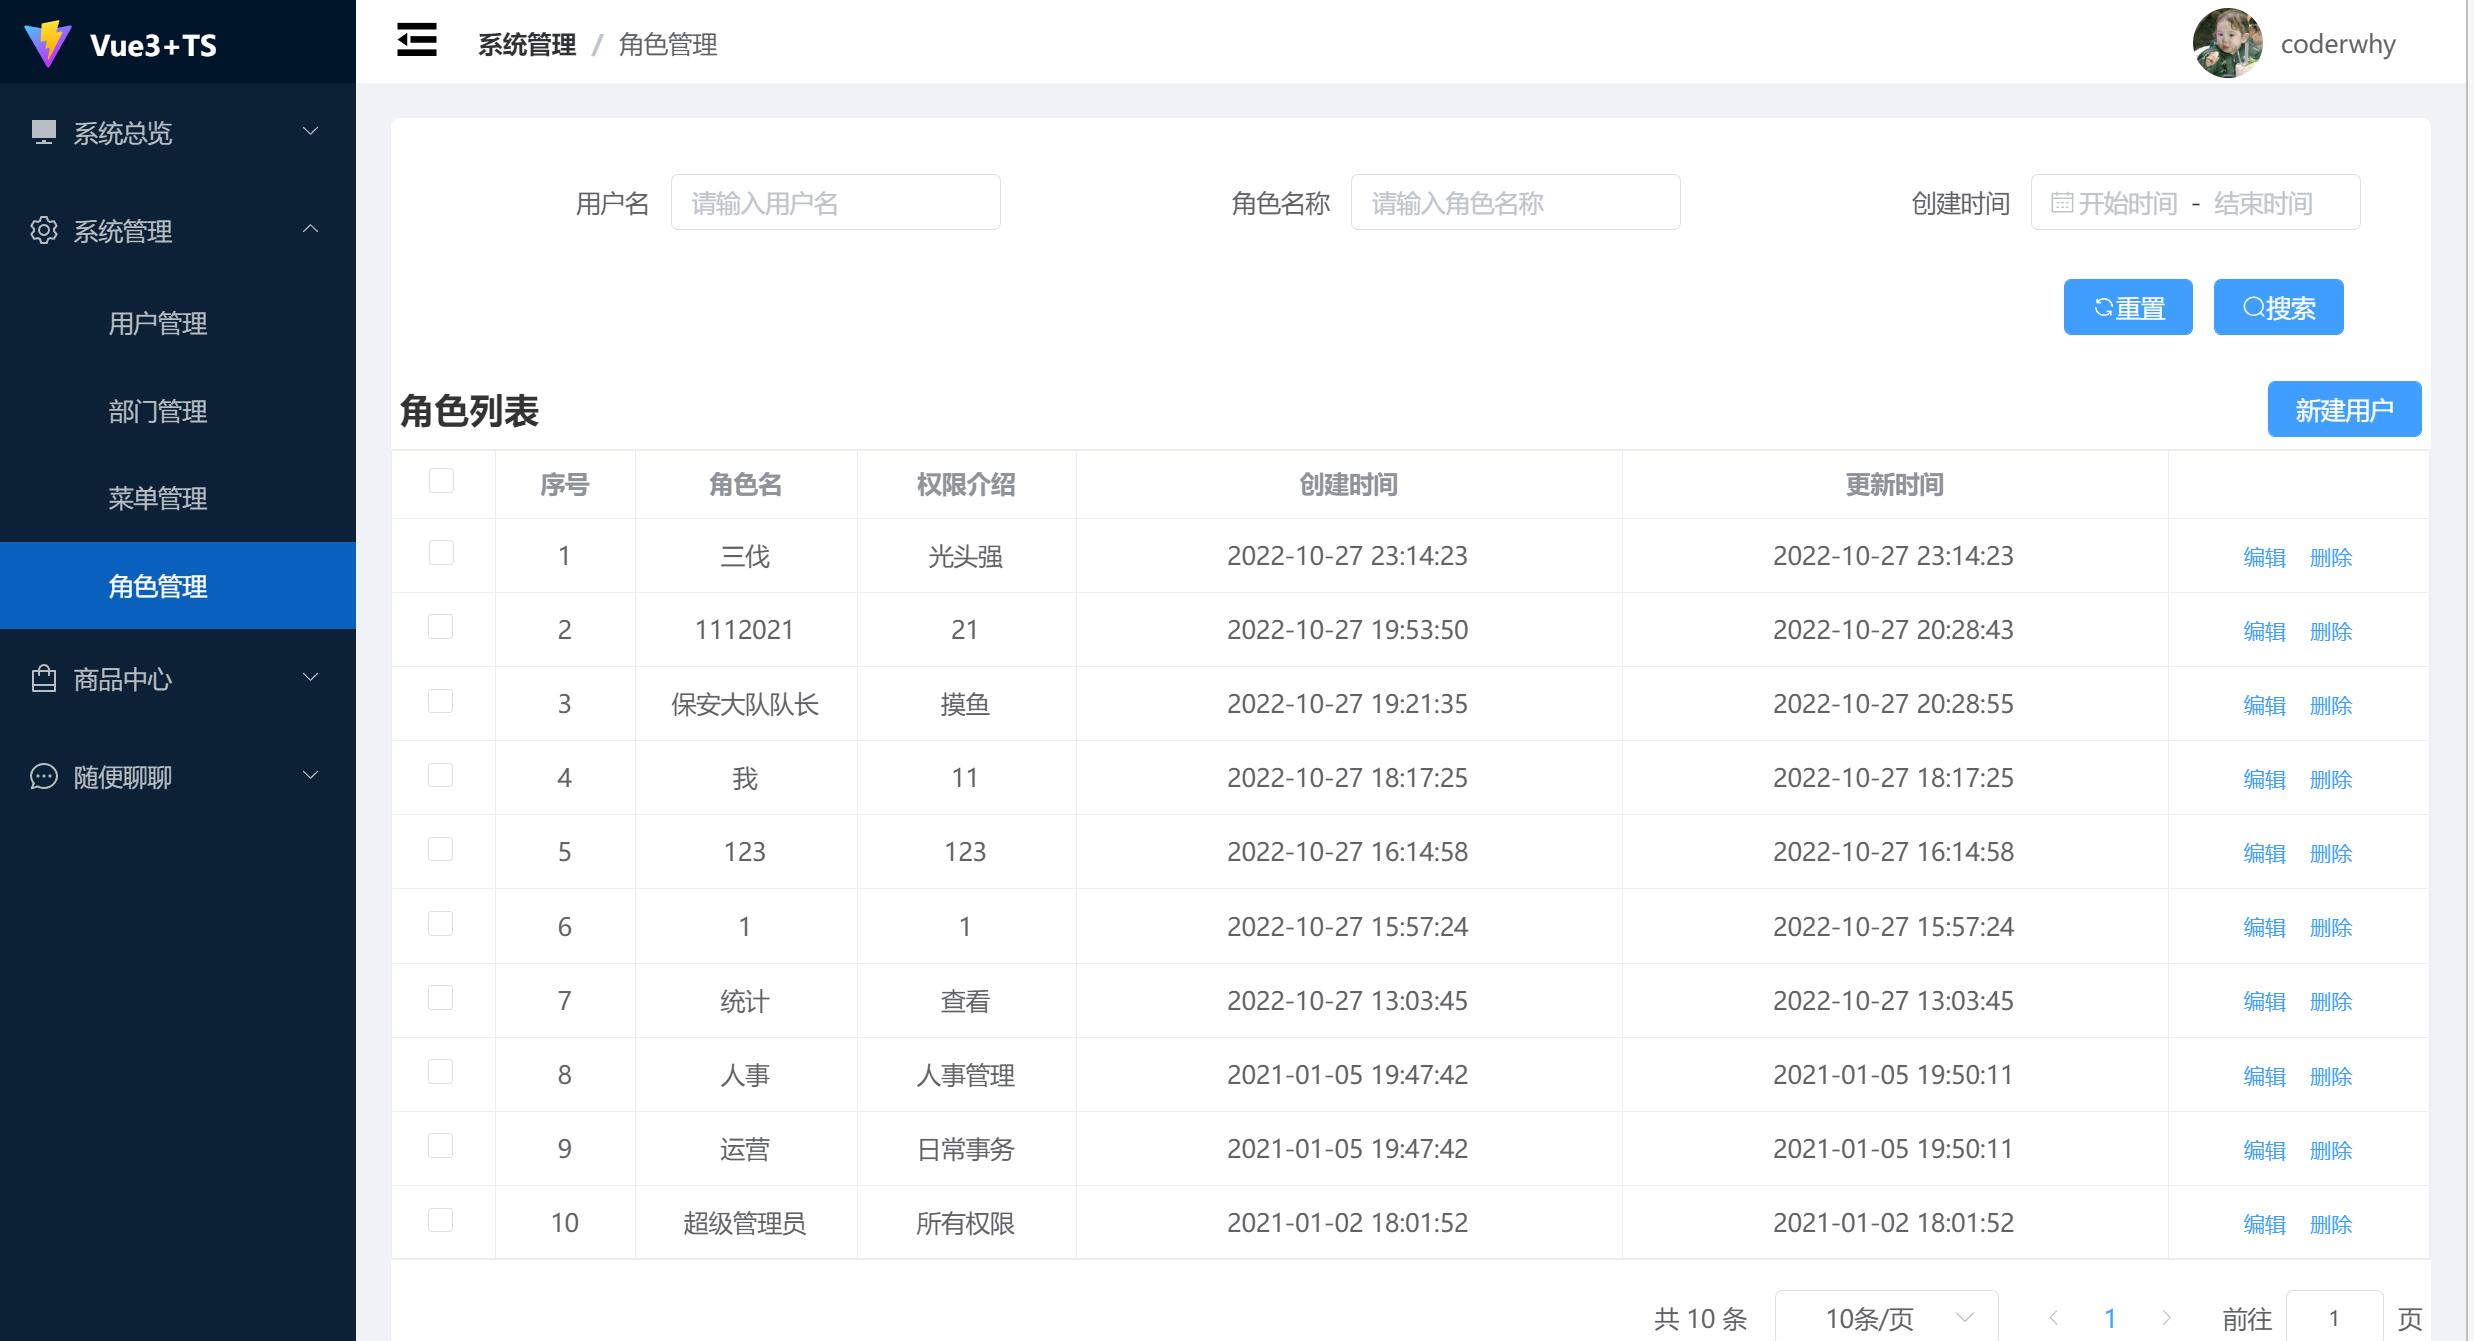 Vue3+TS
系统管理 / 角色管理
coderwhy
系统总览
系统管理
用户管理
部门管理
菜单管理
角色管理
商品中心
随便聊聊
用户名 请输入用户名 角色名称 请输入角色名称 创建时间 开始时间 - 结束时间
重置 搜索
角色列表 新建用户
序号 角色名 权限介绍 创建时间 更新时间
1 三伐 光头强 2022-10-27 23:14:23 2022-10-27 23:14:23 编辑 删除
2 1112021 21 2022-10-27 19:53:50 2022-10-27 20:28:43 编辑 删除
3 保安大队队长 摸鱼 2022-10-27 19:21:35 2022-10-27 20:28:55 编辑 删除
4 我 11 2022-10-27 18:17:25 2022-10-27 18:17:25 编辑 删除
5 123 123 2022-10-27 16:14:58 2022-10-27 16:14:58 编辑 删除
6 1 1 2022-10-27 15:57:24 2022-10-27 15:57:24 编辑 删除
7 统计 查看 2022-10-27 13:03:45 2022-10-27 13:03:45 编辑 删除
8 人事 人事管理 2021-01-05 19:47:42 2021-01-05 19:50:11 编辑 删除
9 运营 日常事务 2021-01-05 19:47:42 2021-01-05 19:50:11 编辑 删除
10 超级管理员 所有权限 2021-01-02 18:01:52 2021-01-02 18:01:52 编辑 删除
共 10 条 10条/页 1 前往 1 页